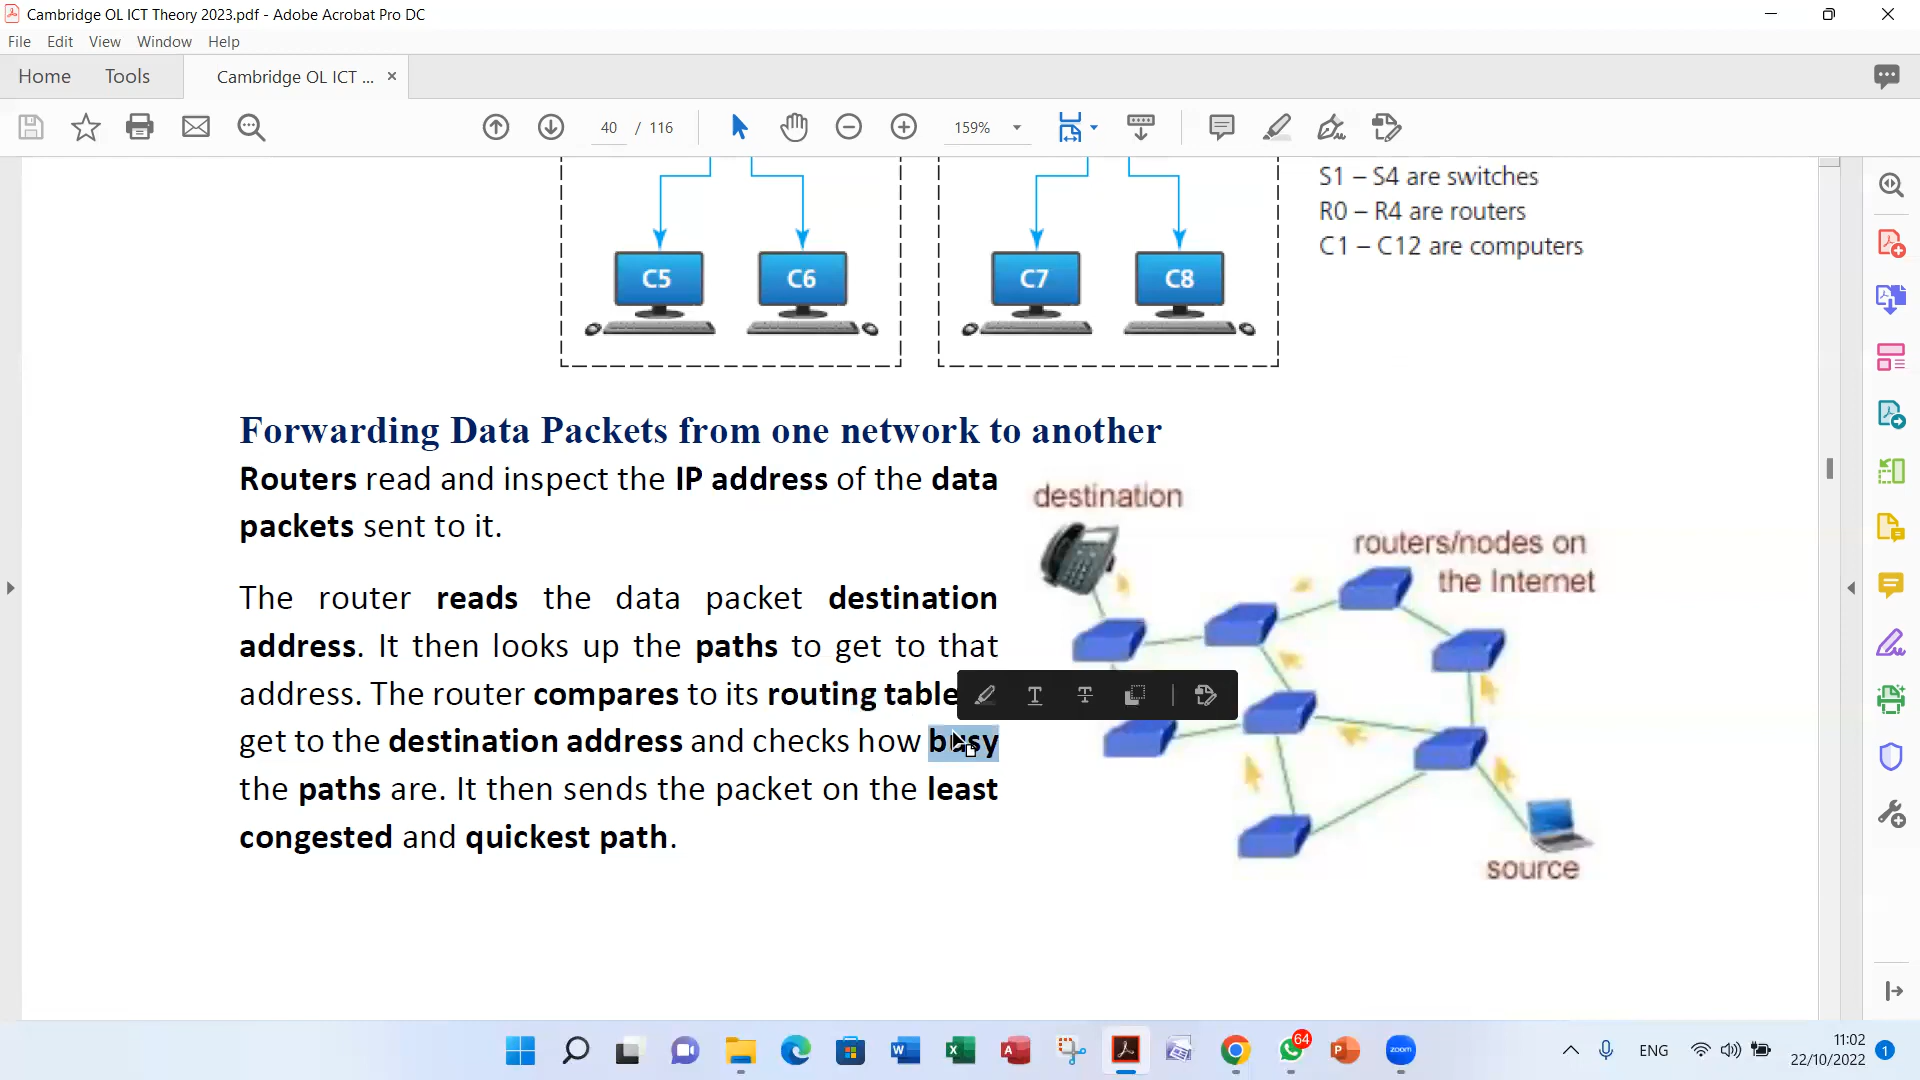 Cambridge OL ICT Theory 2023.pdf - Adobe Acrobat Pro DC
File Edit View Window Help
Home Tools Cambridge OL ICT ... ×
40 / 116 159%
S1 – S4 are switches
R0 – R4 are routers
C1 – C12 are computers
C5 C6 C7 C8
Forwarding Data Packets from one network to another
Routers read and inspect the IP address of the data
packets sent to it.
The router reads the data packet destination
address. It then looks up the paths to get to that
address. The router compares to its routing table
get to the destination address and checks how busy
the paths are. It then sends the packet on the least
congested and quickest path.
destination
routers/nodes on
the Internet
source
64
zoom
ENG
11:02
22/10/2022
1